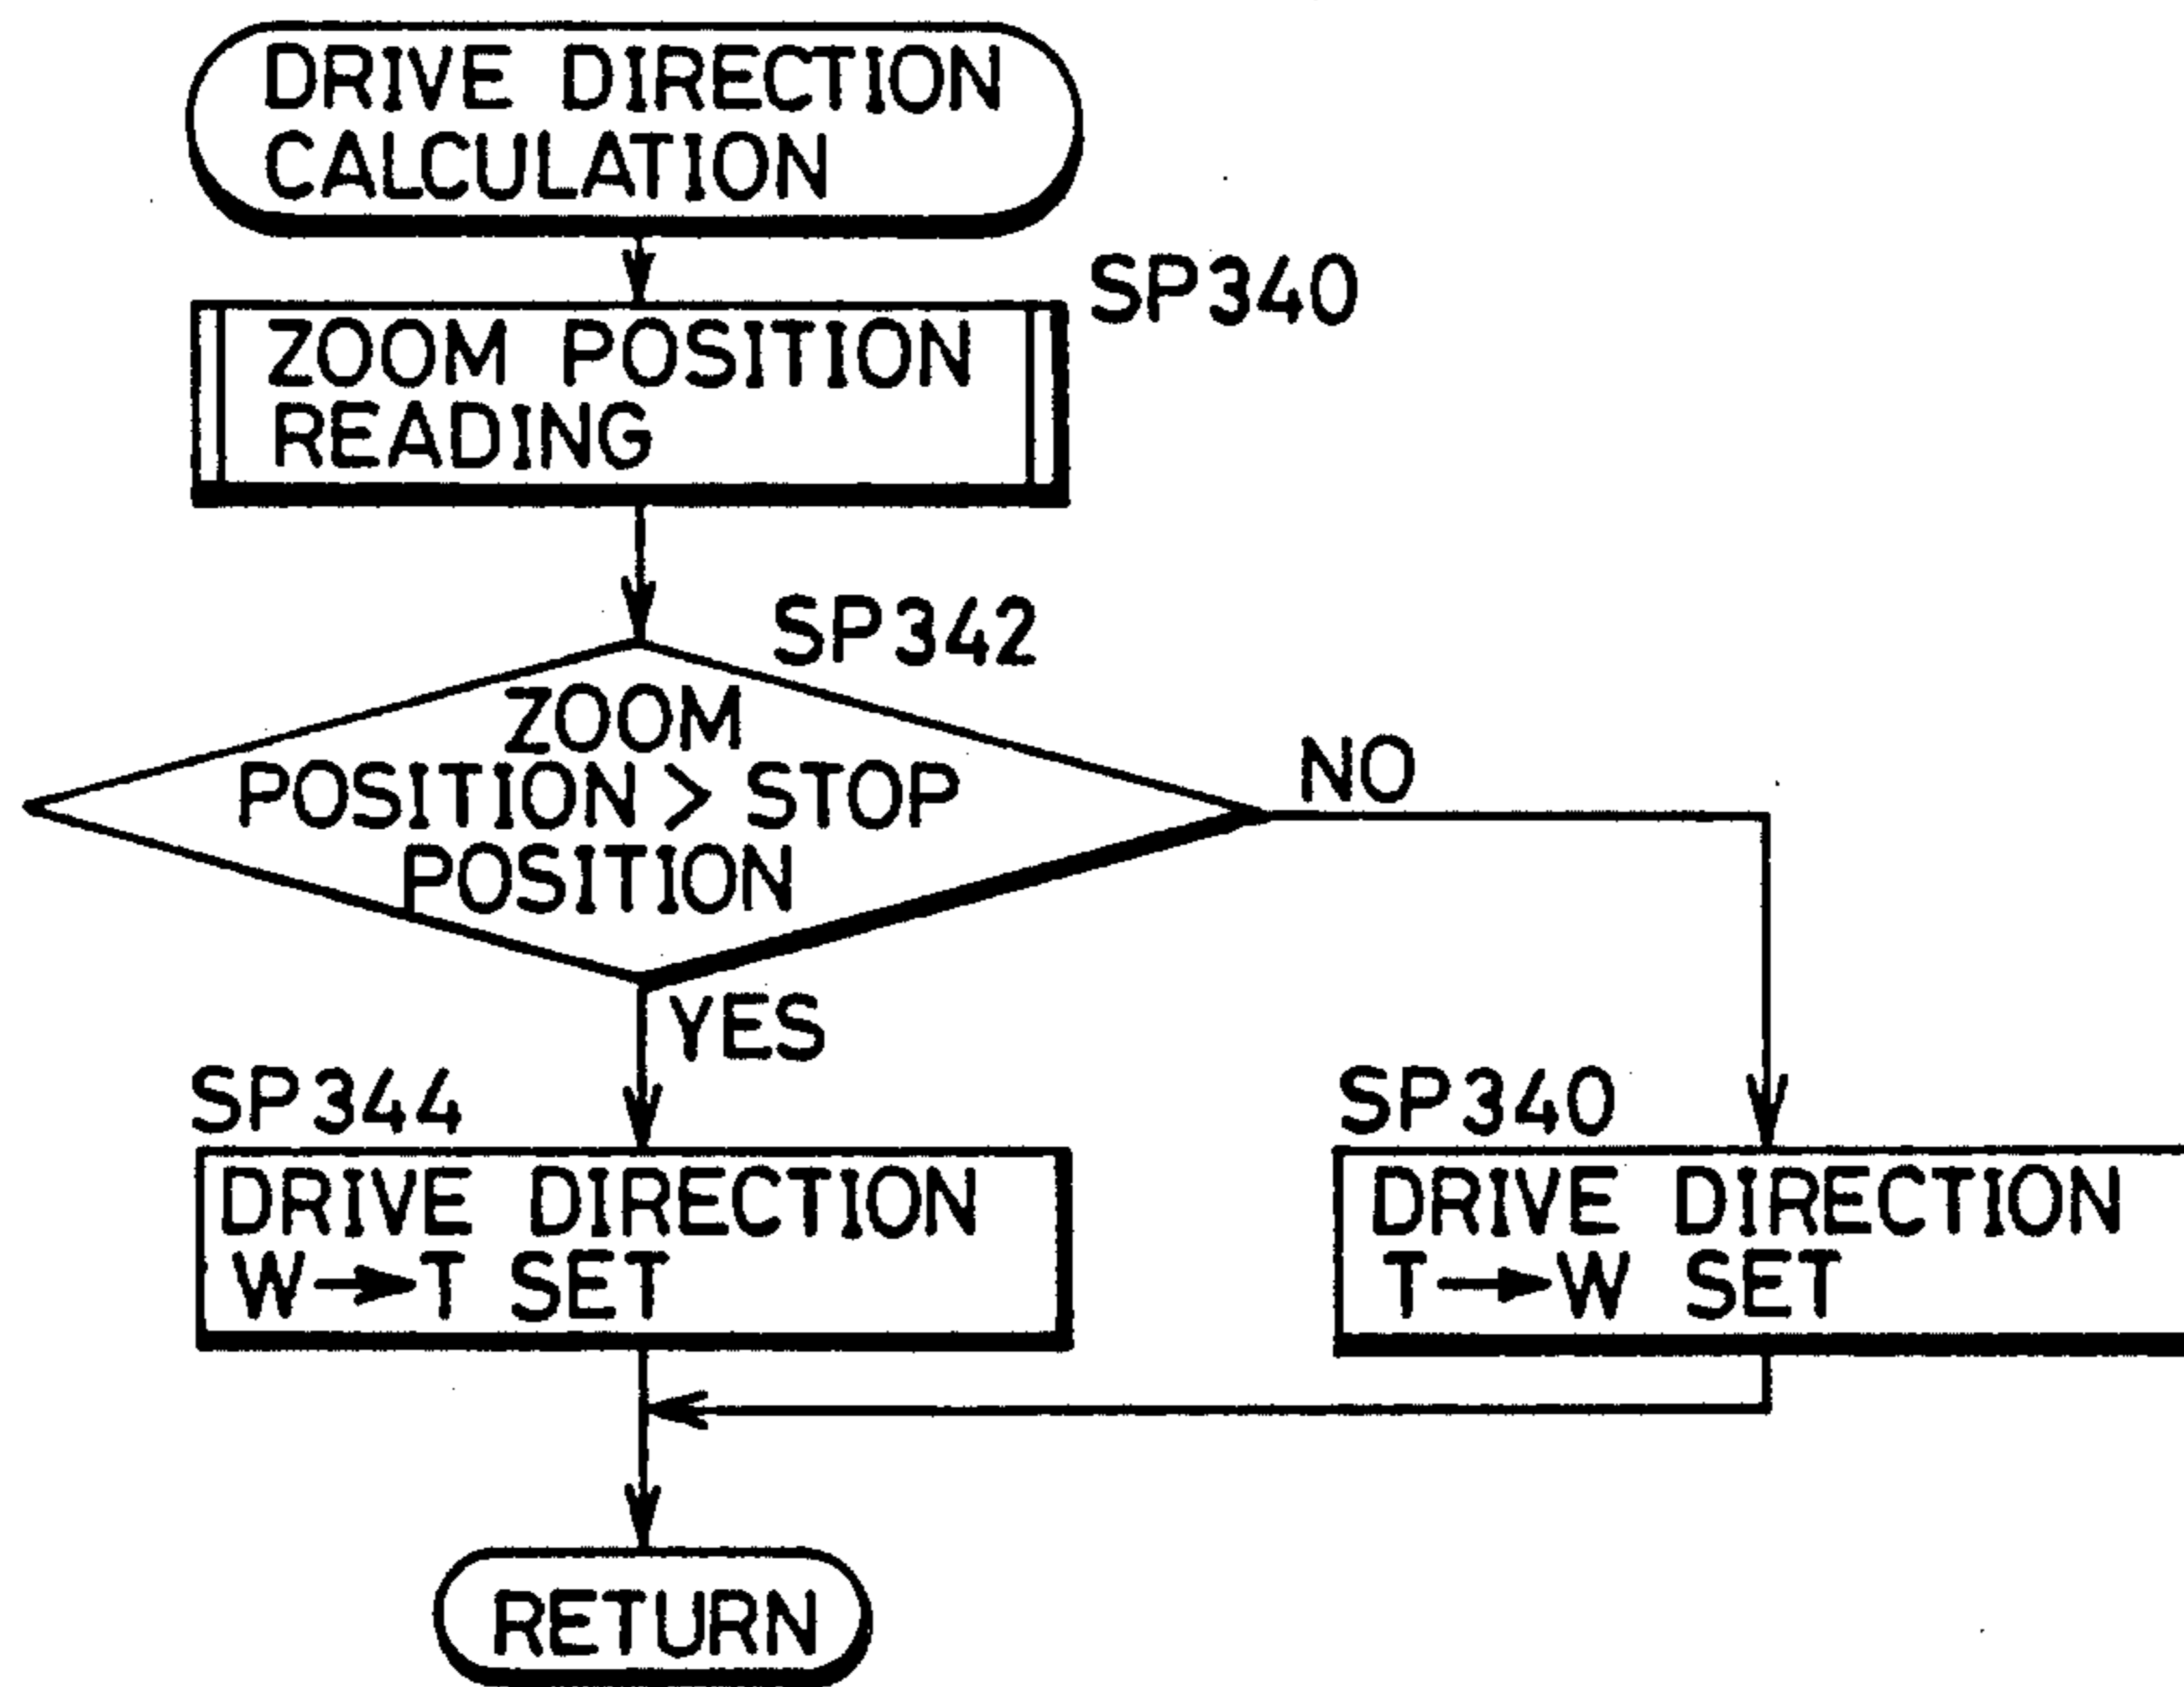 DRIVE DIRECTION
CALCULATION
SP340
ZOOM POSITION
READING
SP342
ZOOM
POSITION > STOP
POSITION
NO
YES
SP344
DRIVE DIRECTION
W→T SET
SP340
DRIVE DIRECTION
T→W SET
RETURN